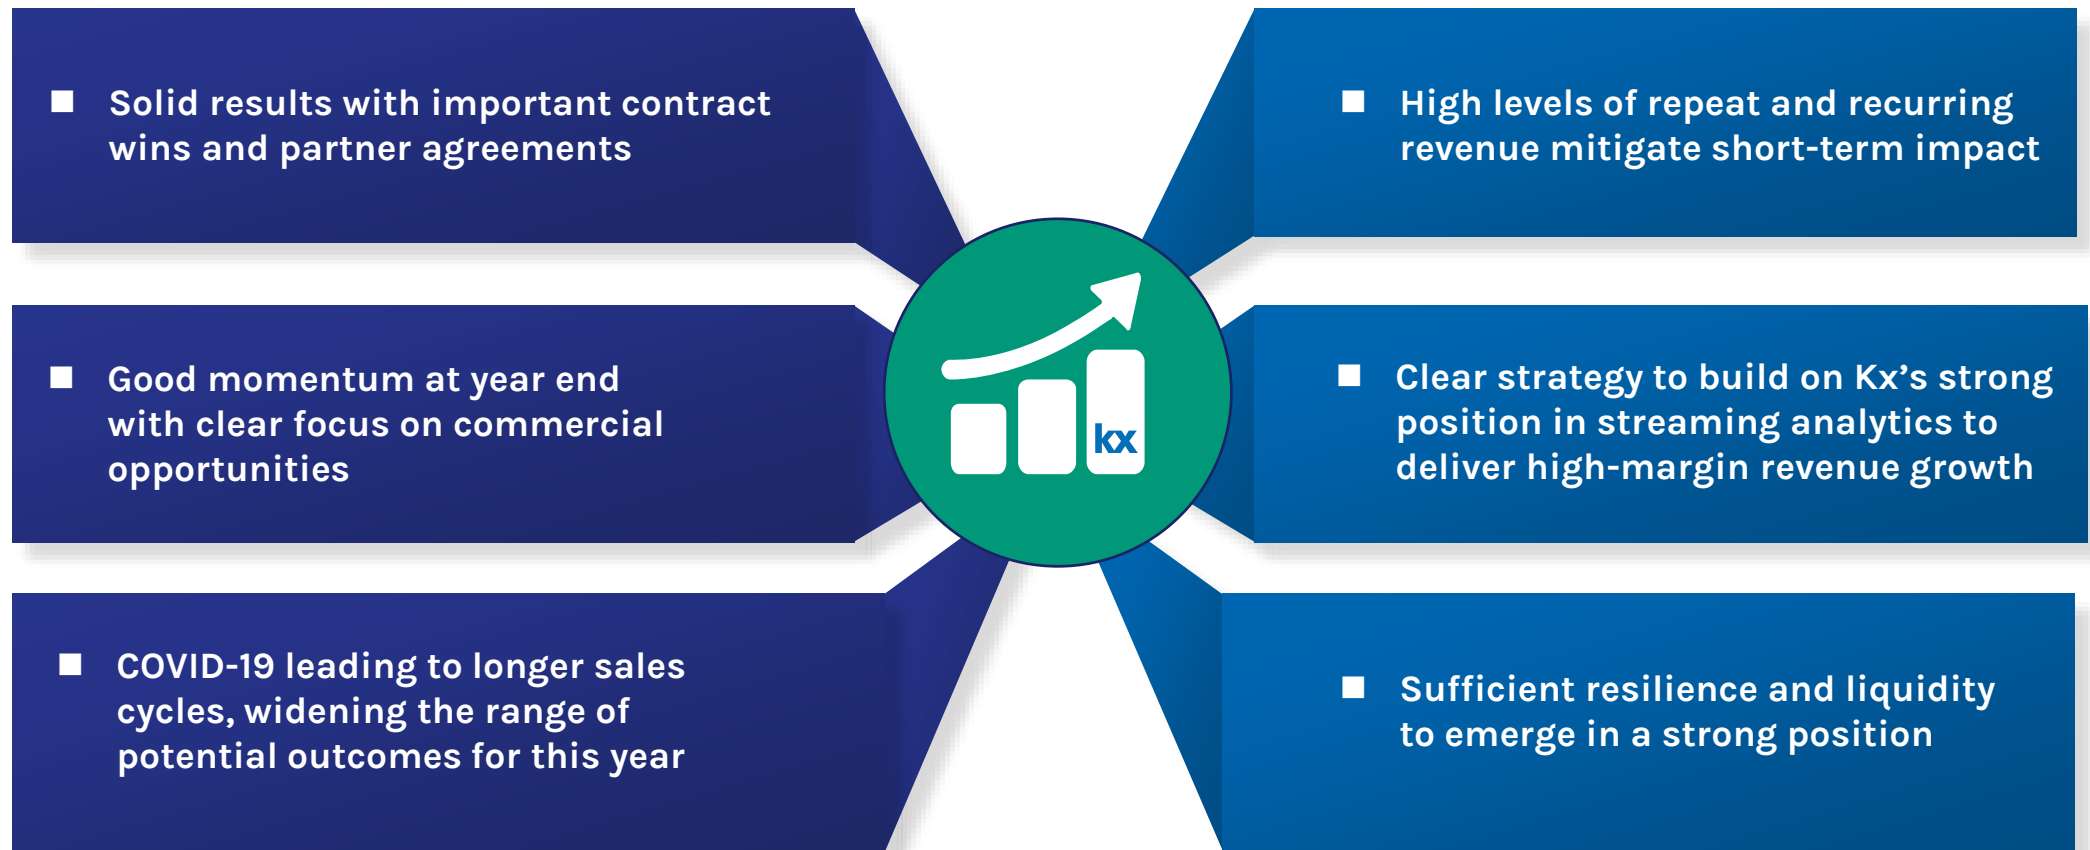 ■ Solid results with important contract
wins and partner agreements
■ Good momentum at year end
with clear focus on commercial
opportunities
■ COVID-19 leading to longer sales
cycles, widening the range of
potential outcomes for this year
kx
■ High levels of repeat and recurring
revenue mitigate short-term impact
■ Clear strategy to build on Kx’s strong
position in streaming analytics to
deliver high-margin revenue growth
■ Sufficient resilience and liquidity
to emerge in a strong position